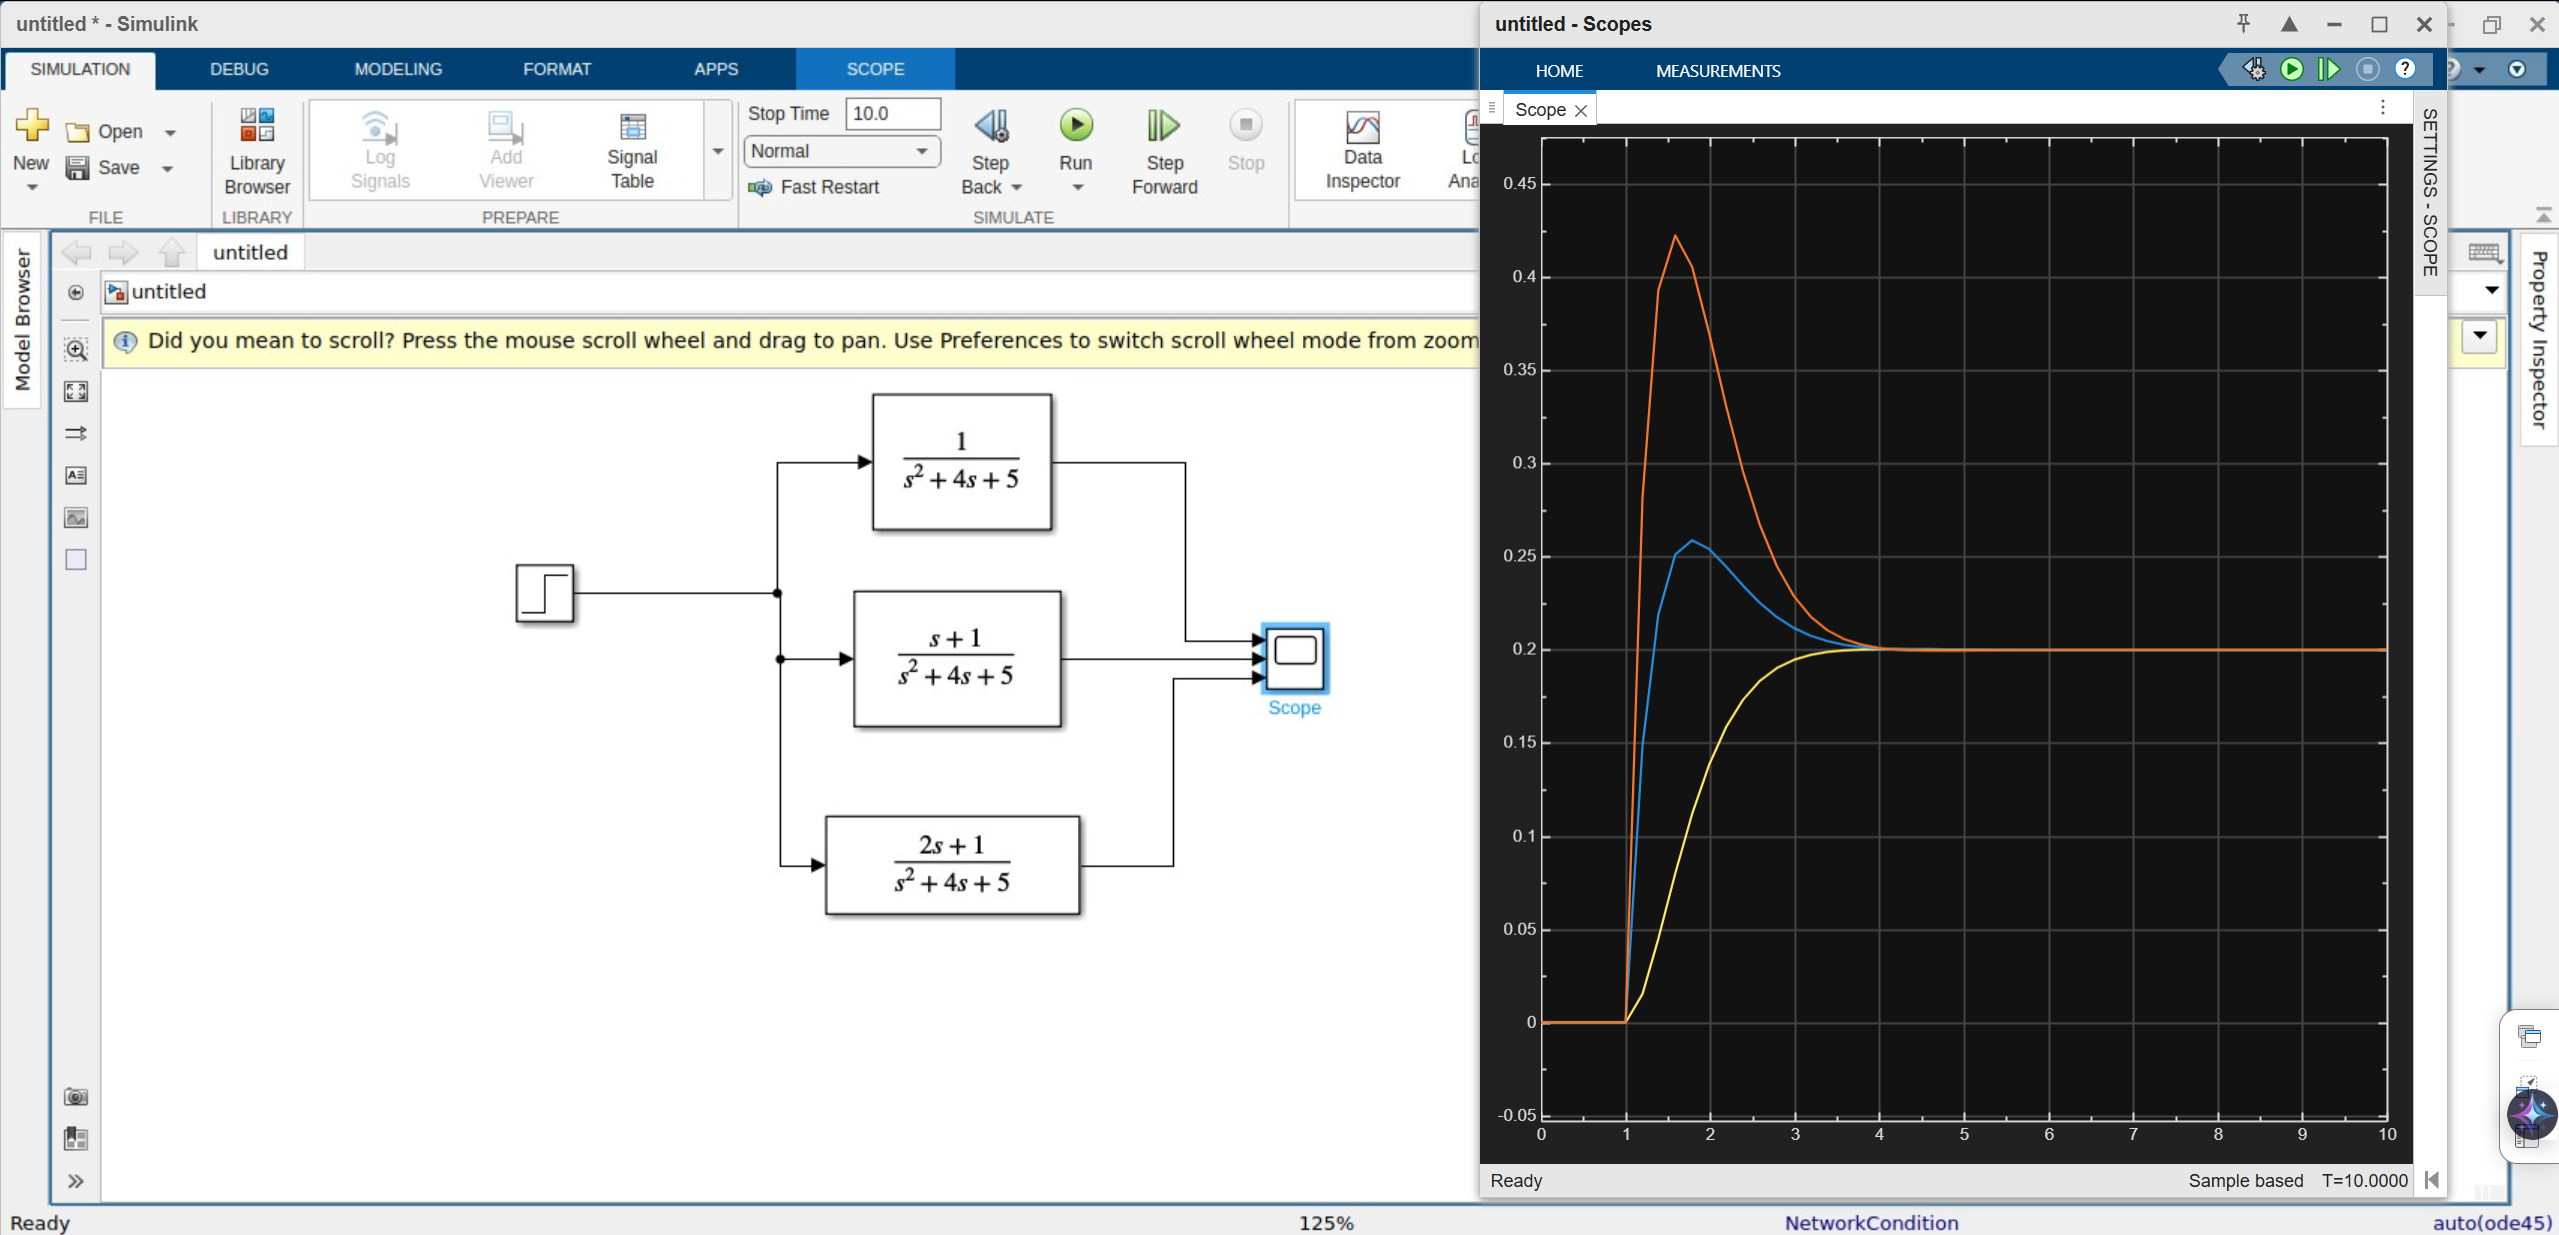 untitled * - Simulink
SIMULATION DEBUG MODELING FORMAT APPS SCOPE
New
Open
Save
FILE
Library
Browser
LIBRARY
Log
Signals
Add
Viewer
Signal
Table
PREPARE
Stop Time 10.0
Normal
Fast Restart
Step
Back
Run
Step
Forward
Stop
SIMULATE
Data
Inspector
Model Browser
untitled
untitled
Did you mean to scroll? Press the mouse scroll wheel and drag to pan. Use Preferences to switch scroll wheel mode from zoom
1
s² + 4s + 5
s + 1
s² + 4s + 5
2s + 1
s² + 4s + 5
Scope
untitled - Scopes
HOME MEASUREMENTS
Scope
SETTINGS - SCOPE
Property Inspector
0.45
0.4
0.35
0.3
0.25
0.2
0.15
0.1
0.05
0
-0.05
0 1 2 3 4 5 6 7 8 9 10
Ready Sample based T=10.0000
Ready 125% NetworkCondition auto(ode45)